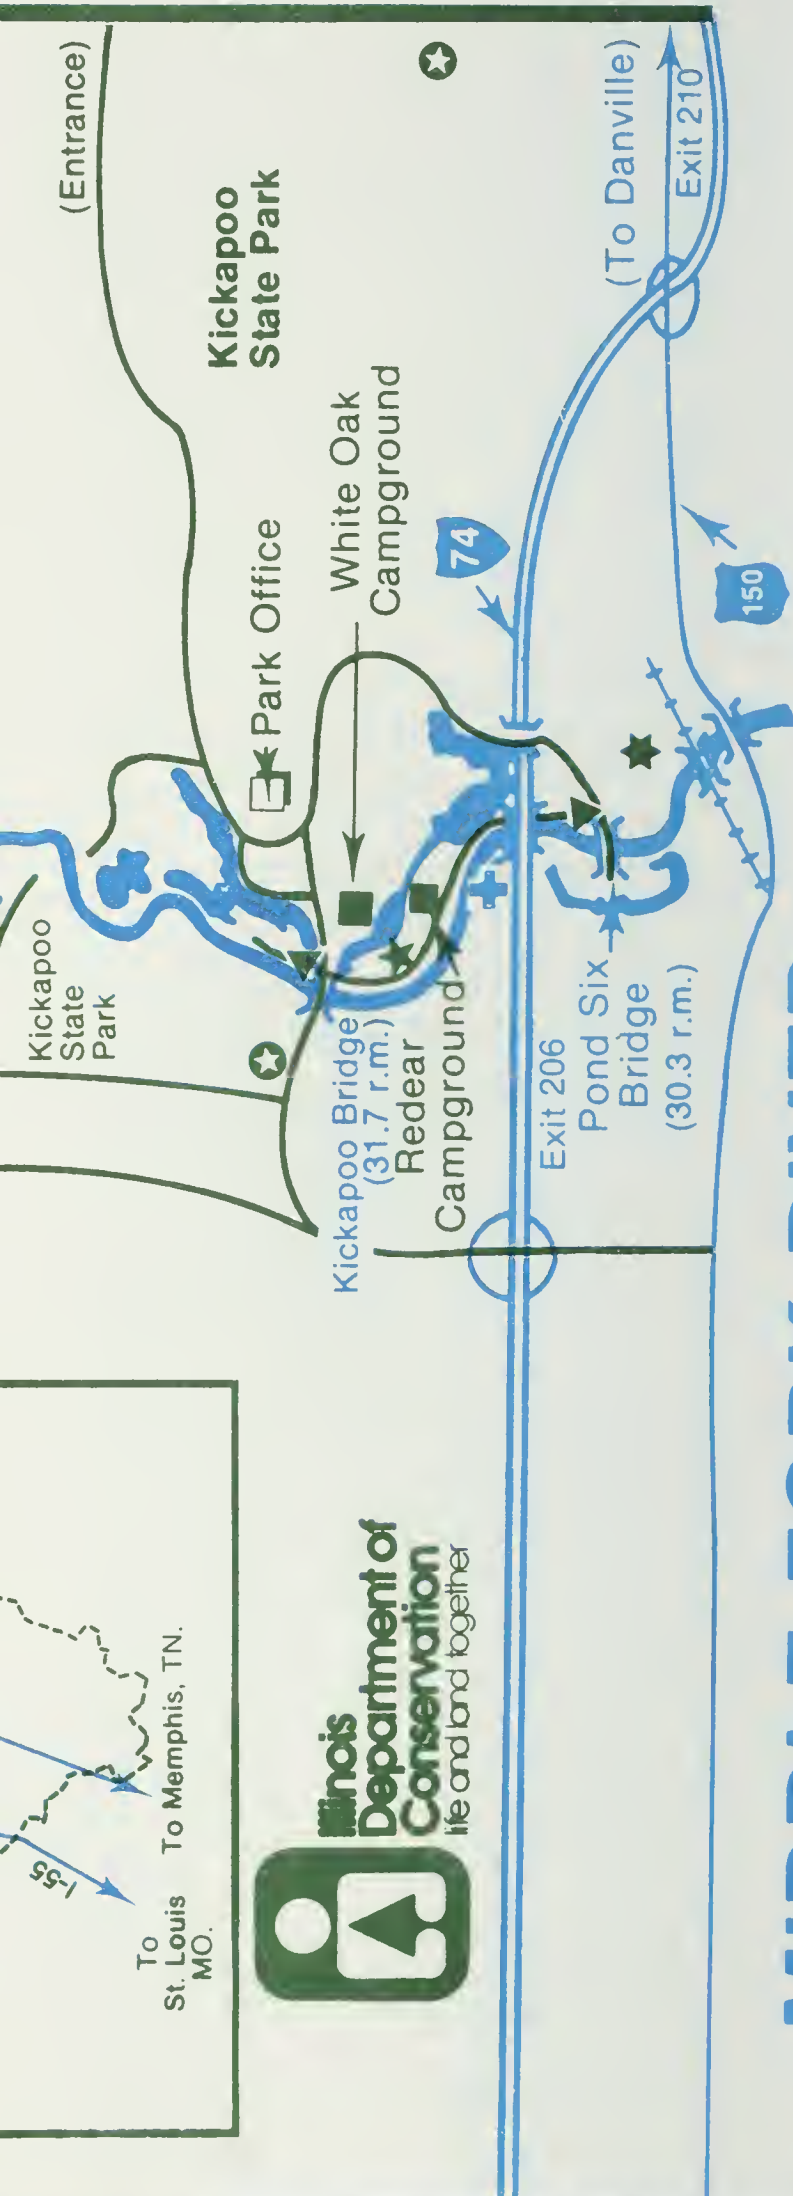 (Entrance)
Kickapoo
State Park
(To Danville)
Exit 210
White Oak
Campground
Park Office
74
150
Kickapoo
State
Park
Kickapoo Bridge
(31.7 r.m.)
Redear
Campground
Exit 206
Pond Six
Bridge
(30.3 r.m.)
I-55
To
St. Louis
MO.
To Memphis, TN.
Illinois
Department of
Conservation
life and land together